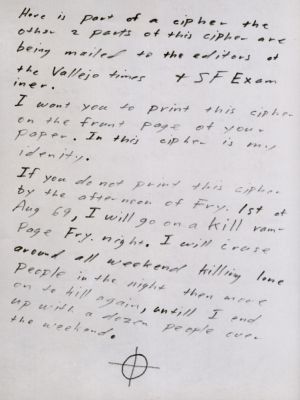 Here is part of a cipher the
other 2 parts of this cipher are
being mailed to the editors of
the Vallejo times + SF Exam
iner.
I want you to print this cipher
on the front page of your
paper. In this cipher is my
idenity.
If you do not print this cipher
by the afternoon of Fry. 1st of
Aug 69, I will go on a kill ram-
Page Fry. night. I will cruse
around all weekend killing lone
people in the night then move
on to kill again, untill I end
up with a dozen people over
the weekend.